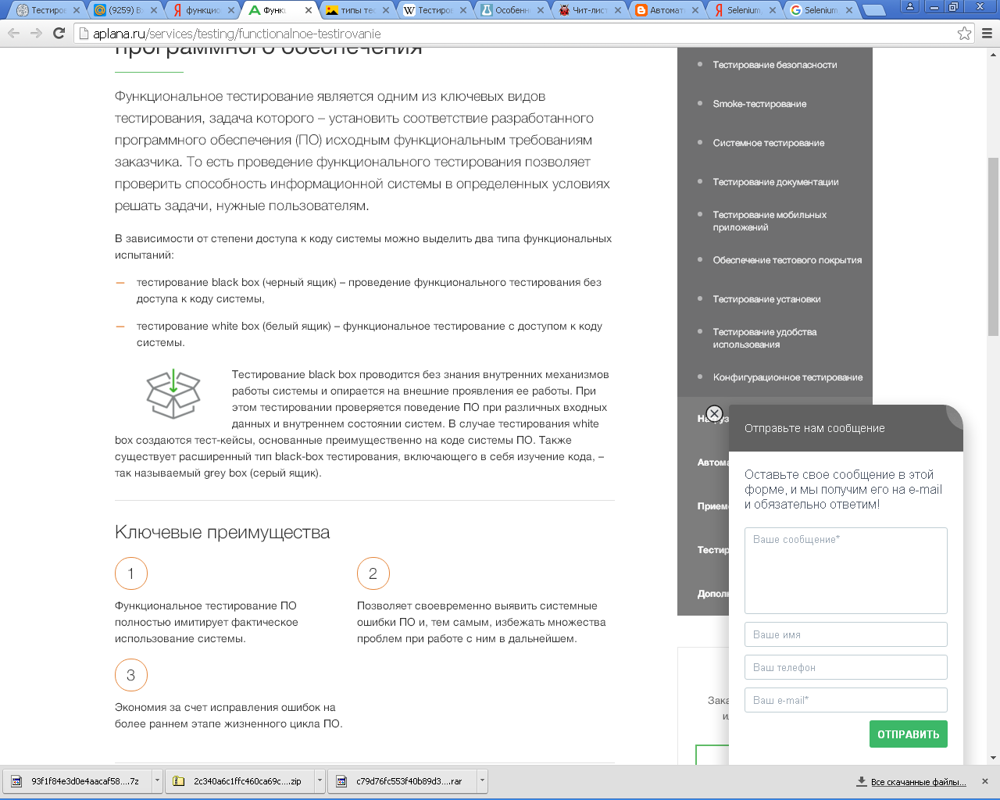 Тестиров
(9259) В
функцио
Функц
типы те
Тестиров
Особенн
Чит-лист
Автомат
Selenium
Selenium
aplana.ru/services/testing/functionalnoe-testirovanie
программного обеспечения
Функциональное тестирование является одним из ключевых видов
тестирования, задача которого – установить соответствие разработанного
программного обеспечения (ПО) исходным функциональным требованиям
заказчика. То есть проведение функционального тестирования позволяет
проверить способность информационной системы в определенных условиях
решать задачи, нужные пользователям.
В зависимости от степени доступа к коду системы можно выделить два типа функциональных
испытаний:
— тестирование black box (черный ящик) – проведение функционального тестирования без
доступа к коду системы,
— тестирование white box (белый ящик) – функциональное тестирование с доступом к коду
системы.
Тестирование black box проводится без знания внутренних механизмов
работы системы и опирается на внешние проявления ее работы. При
этом тестировании проверяется поведение ПО при различных входных
данных и внутреннем состоянии систем. В случае тестирования white
box создаются тест-кейсы, основанные преимущественно на коде системы ПО. Также
существует расширенный тип black-box тестирования, включающего в себя изучение кода, –
так называемый grey box (серый ящик).
Ключевые преимущества
1
Функциональное тестирование ПО
полностью имитирует фактическое
использование системы.
2
Позволяет своевременно выявить системные
ошибки ПО и, тем самым, избежать множества
проблем при работе с ним в дальнейшем.
3
Экономия за счет исправления ошибок на
более раннем этапе жизненного цикла ПО.
Тестирование безопасности
Smoke-тестирование
Системное тестирование
Тестирование документации
Тестирование мобильных
приложений
Обеспечение тестового покрытия
Тестирование установки
Тестирование удобства
использования
Конфигурационное тестирование
Нагруз
Автома
Прием
Тестир
Дополн
Зака
ил
Отправьте нам сообщение
Оставьте свое сообщение в этой
форме, и мы получим его на e-mail
и обязательно ответим!
Ваше сообщение*
Ваше имя
Ваш телефон
Ваш e-mail*
ОТПРАВИТЬ
93f1f84e3d0e4aacaf58....7z
2c340a6c1ffc460ca69c....zip
c79d76fc553f40b89d3....rar
Все скачанные файлы...